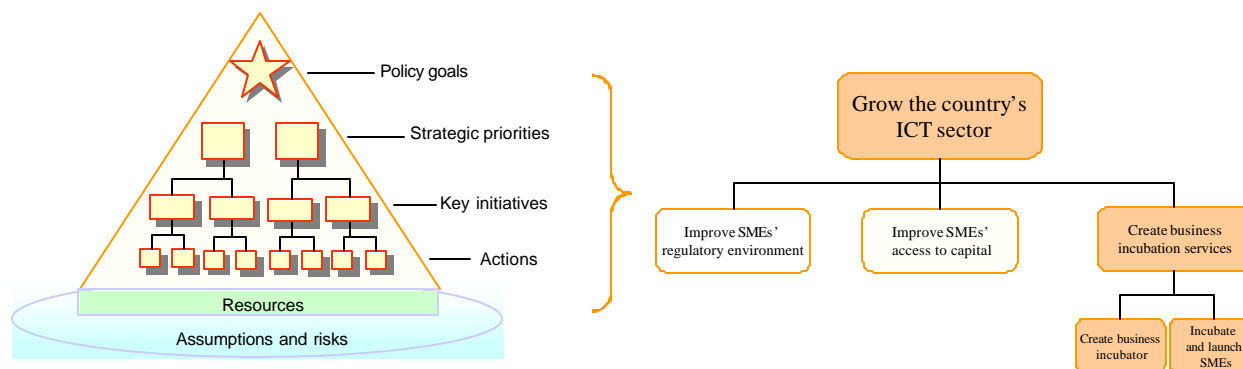 Policy goals
Strategic priorities
Key initiatives
Actions
Resources
Assumptions and risks
Grow the country's
ICT sector
Improve SMEs'
regulatory environment
Improve SMEs'
access to capital
Create business
incubation services
Create business
incubator
Incubate
and launch
SMEs